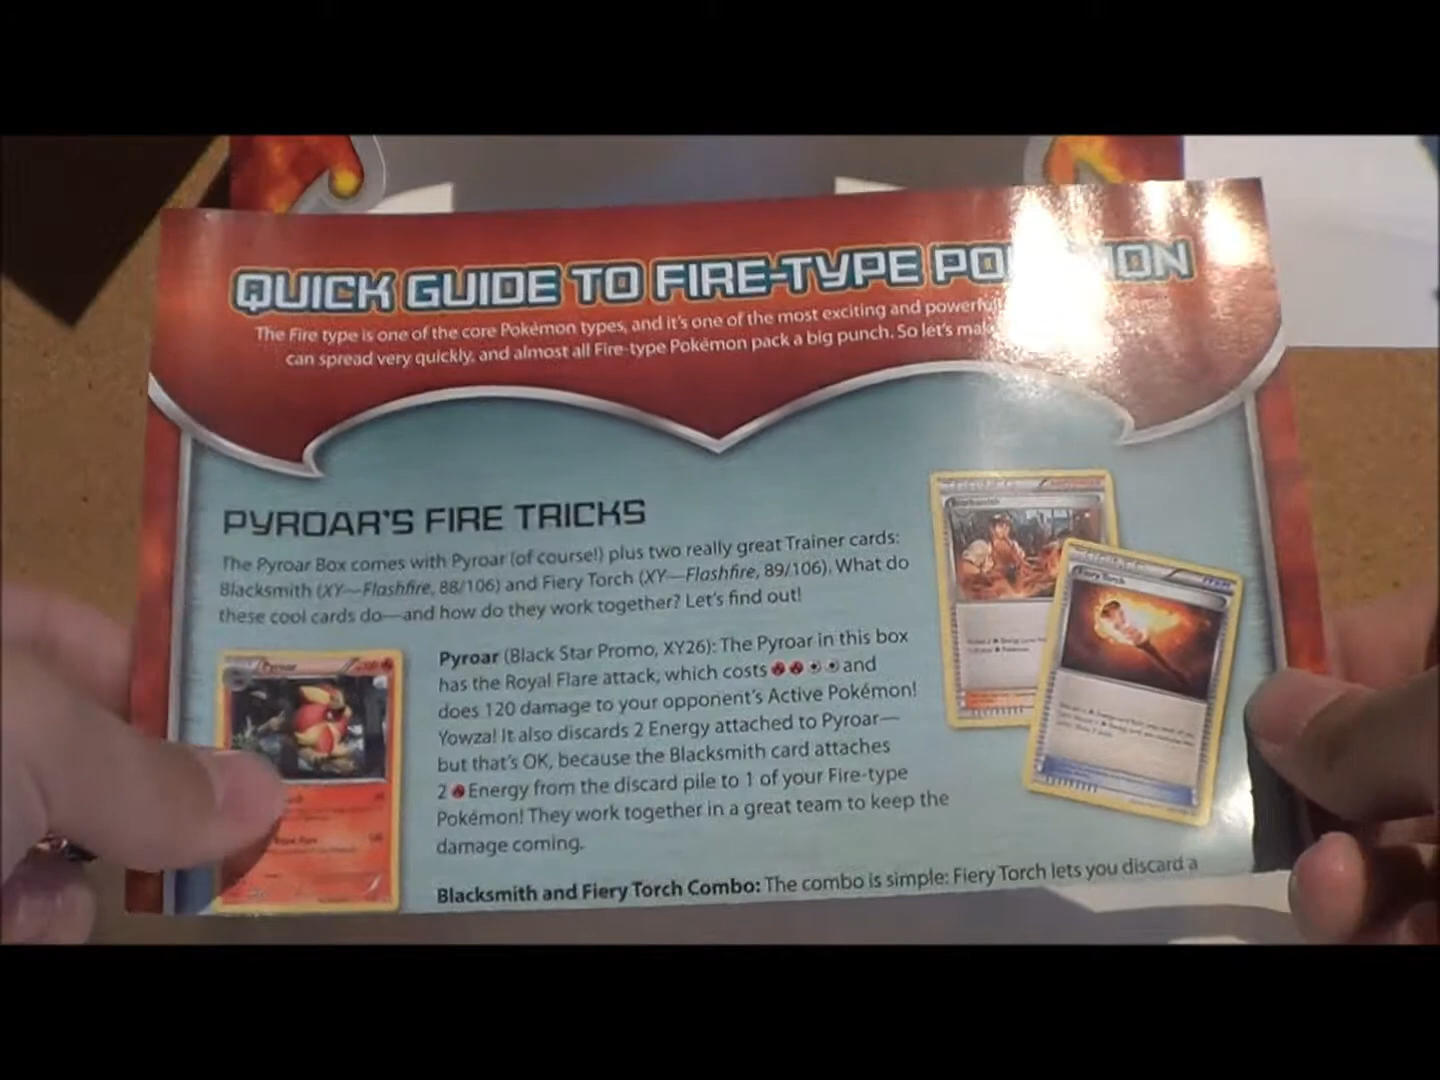 QUICK GUIDE TO FIRE-TYPE
The Fire type is one of the core Pokémon types, and it's one of the most exciting and
can spread very quickly, and almost all Fire-type Pokémon pack a big punch. So let's
PYROAR'S FIRE TRICKS
The Pyroar Box comes with Pyroar (of course!) plus two really great Trainer cards:
Blacksmith (XY—Flashfire, 88/106) and Fiery Torch (XY—Flashfire, 89/106). What do
these cool cards do—and how do they work together? Let's find out!
Pyroar (Black Star Promo, XY26): The Pyroar in this box
has the Royal Flare attack, which costs and
does 120 damage to your opponent's Active Pokémon!
Yowza! It also discards 2 Energy attached to Pyroar—
but that's OK, because the Blacksmith card attaches
2 Energy from the discard pile to 1 of your Fire-type
Pokémon! They work together in a great team to keep the
damage coming.
Blacksmith and Fiery Torch Combo: The combo is simple: Fiery Torch lets you discard a
Pyroar
Blacksmith
Fiery Torch